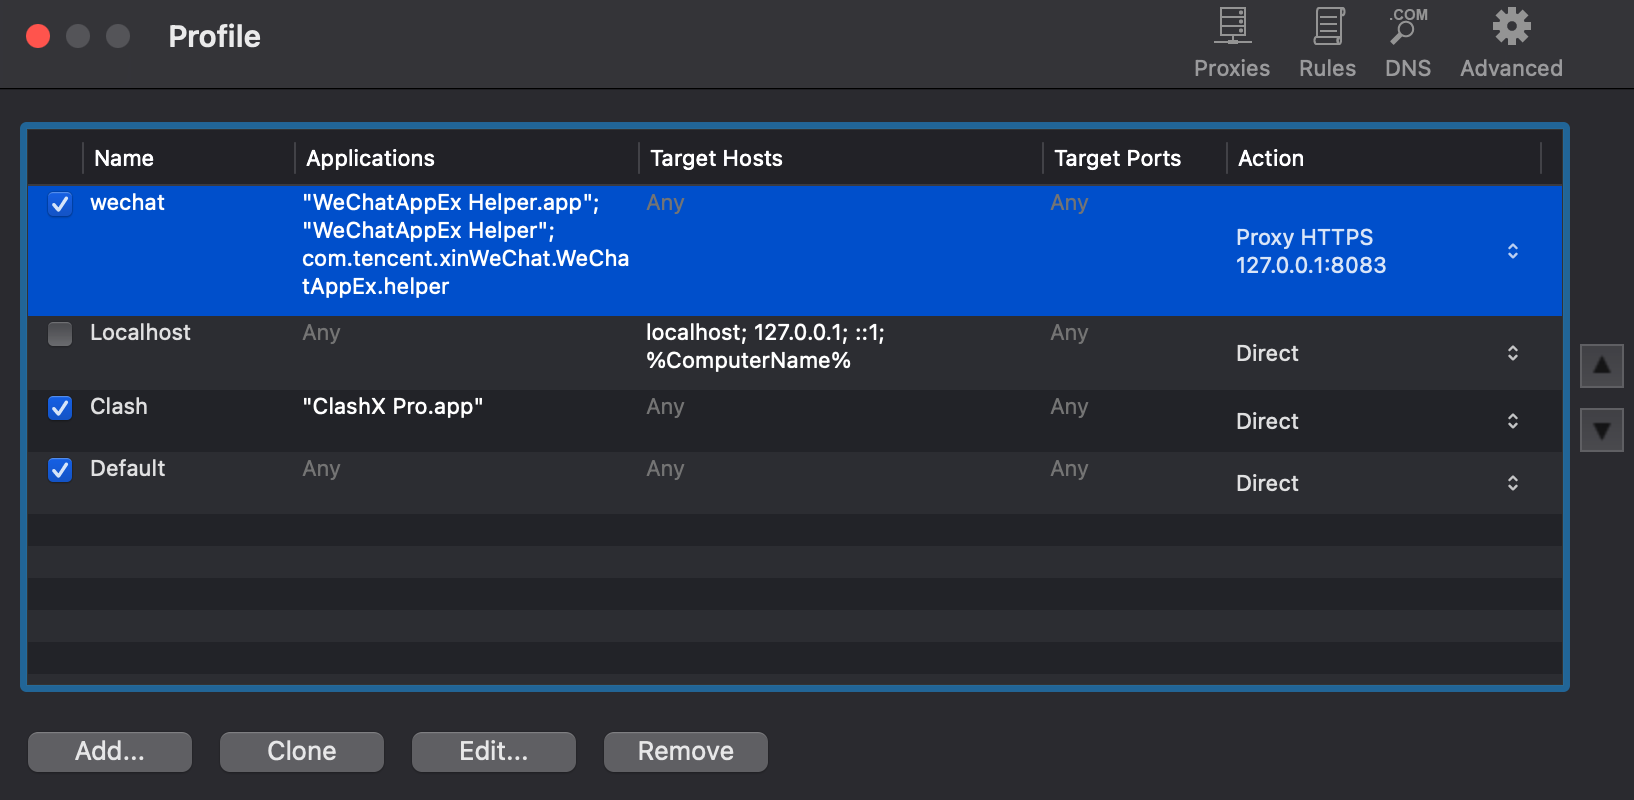 Profile
.COM
Proxies Rules DNS Advanced
Name Applications Target Hosts Target Ports Action
wechat "WeChatAppEx Helper.app"; Any Any
"WeChatAppEx Helper";
Proxy HTTPS
com.tencent.xinWeChat.WeCha
127.0.0.1:8083
tAppEx.helper
Localhost Any localhost; 127.0.0.1; ::1; Any
%ComputerName%
Direct
Clash "ClashX Pro.app" Any Any
Direct
Default Any Any Any
Direct
Add... Clone Edit... Remove